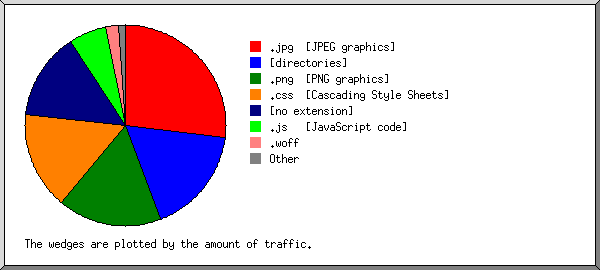 .jpg  [JPEG graphics]
[directories]
.png  [PNG graphics]
.css  [Cascading Style Sheets]
[no extension]
.js   [JavaScript code]
.woff
Other
The wedges are plotted by the amount of traffic.